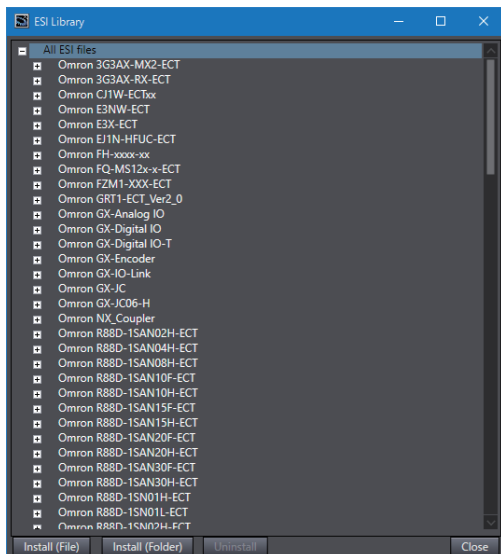 ESI Library
All ESI files
Omron 3G3AX-MX2-ECT
Omron 3G3AX-RX-ECT
Omron CJ1W-ECTxx
Omron E3NW-ECT
Omron E3X-ECT
Omron EJ1N-HFUC-ECT
Omron FH-xxxx-xx
Omron FQ-MS12x-x-ECT
Omron FZM1-XXX-ECT
Omron GRT1-ECT_Ver2_0
Omron GX-Analog IO
Omron GX-Digital IO
Omron GX-Digital IO-T
Omron GX-Encoder
Omron GX-IO-Link
Omron GX-JC
Omron GX-JC06-H
Omron NX_Coupler
Omron R88D-1SAN02H-ECT
Omron R88D-1SAN04H-ECT
Omron R88D-1SAN08H-ECT
Omron R88D-1SAN10F-ECT
Omron R88D-1SAN10H-ECT
Omron R88D-1SAN15F-ECT
Omron R88D-1SAN15H-ECT
Omron R88D-1SAN20F-ECT
Omron R88D-1SAN20H-ECT
Omron R88D-1SAN30F-ECT
Omron R88D-1SAN30H-ECT
Omron R88D-1SN01H-ECT
Omron R88D-1SN01L-ECT
Omron R88D-1SN02H-ECT
Install (File) Install (Folder) Uninstall Close